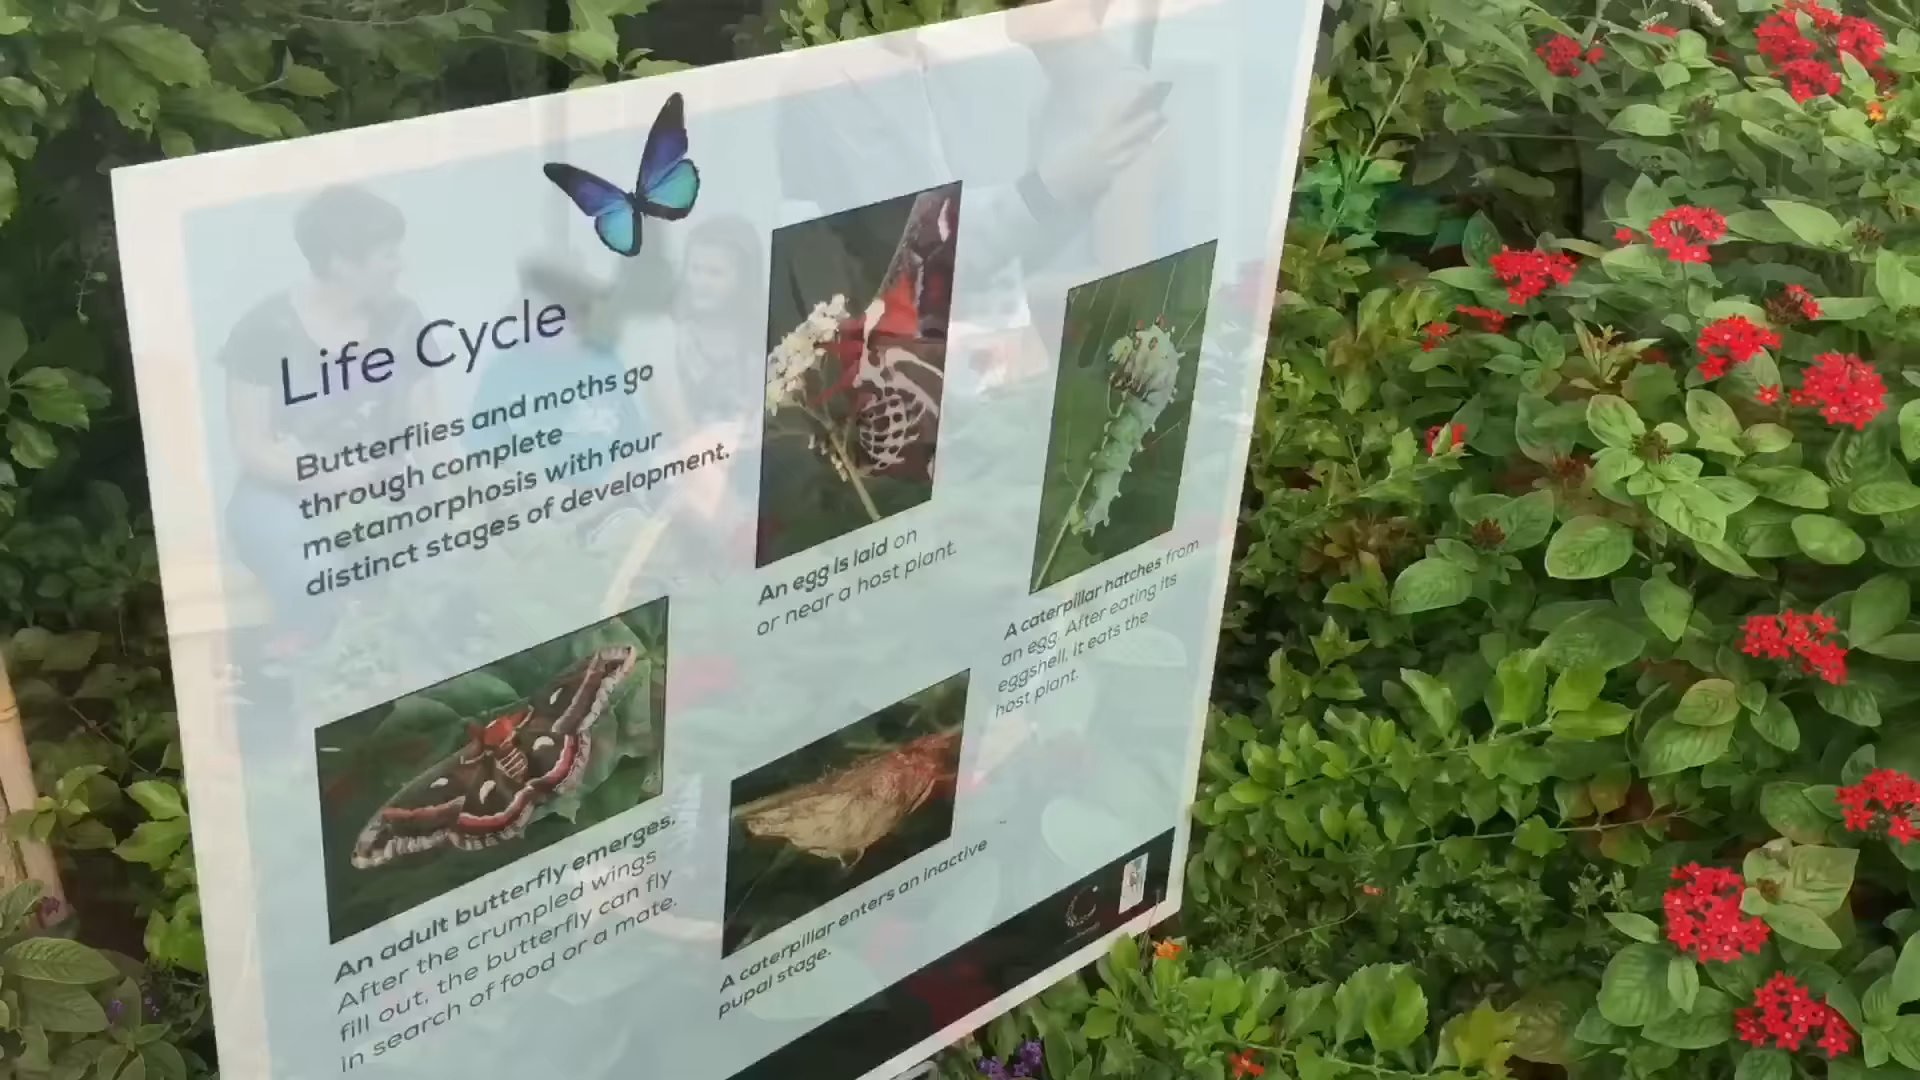 Life Cycle
Butterflies and moths go
through complete
metamorphosis with four
distinct stages of development.
An egg is laid on
or near a host plant.
A caterpillar hatches from
an egg. After eating its
eggshell, it eats the
host plant.
A caterpillar enters an inactive
pupal stage.
An adult butterfly emerges.
After the crumpled wings
fill out, the butterfly can fly
in search of food or a mate.